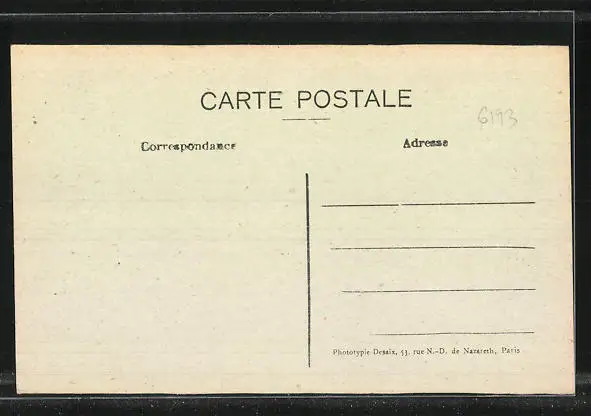 CARTE POSTALE
6193
Correspondance
Adresse
Phototypie Desaix, 53, rue N.-D. de Nazareth, Paris